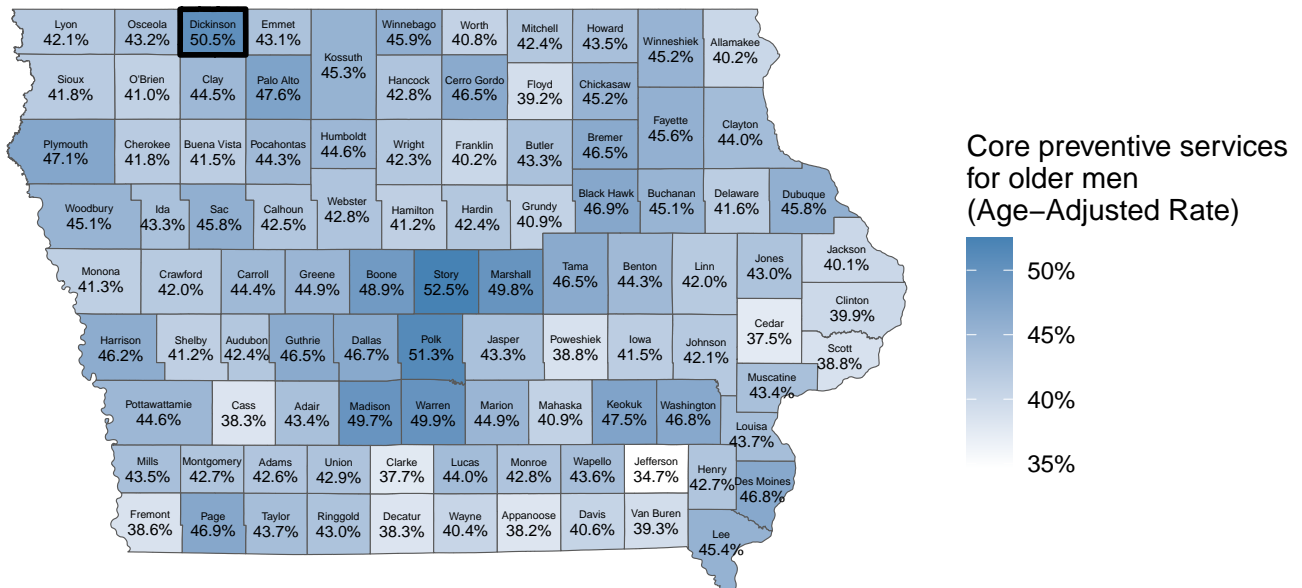 Lyon
42.1%
Osceola
43.2%
Dickinson
50.5%
Emmet
43.1%
Kossuth
45.3%
Winnebago
45.9%
Worth
40.8%
Mitchell
42.4%
Howard
43.5%
Winneshiek
45.2%
Allamakee
40.2%
Sioux
41.8%
O'Brien
41.0%
Clay
44.5%
Palo Alto
47.6%
Hancock
42.8%
Cerro Gordo
46.5%
Floyd
39.2%
Chickasaw
45.2%
Fayette
45.6%
Clayton
44.0%
Plymouth
47.1%
Cherokee
41.8%
Buena Vista
41.5%
Pocahontas
44.3%
Humboldt
44.6%
Wright
42.3%
Franklin
40.2%
Butler
43.3%
Bremer
46.5%
Woodbury
45.1%
Ida
43.3%
Sac
45.8%
Calhoun
42.5%
Webster
42.8%
Hamilton
41.2%
Hardin
42.4%
Grundy
40.9%
Black Hawk
46.9%
Buchanan
45.1%
Delaware
41.6%
Dubuque
45.8%
Monona
41.3%
Crawford
42.0%
Carroll
44.4%
Greene
44.9%
Boone
48.9%
Story
52.5%
Marshall
49.8%
Tama
46.5%
Benton
44.3%
Linn
42.0%
Jones
43.0%
Jackson
40.1%
Clinton
39.9%
Harrison
46.2%
Shelby
41.2%
Audubon
42.4%
Guthrie
46.5%
Dallas
46.7%
Polk
51.3%
Jasper
43.3%
Poweshiek
38.8%
Iowa
41.5%
Johnson
42.1%
Cedar
37.5%
Scott
38.8%
Muscatine
43.4%
Pottawattamie
44.6%
Cass
38.3%
Adair
43.4%
Madison
49.7%
Warren
49.9%
Marion
44.9%
Mahaska
40.9%
Keokuk
47.5%
Washington
46.8%
Louisa
43.7%
Mills
43.5%
Montgomery
42.7%
Adams
42.6%
Union
42.9%
Clarke
37.7%
Lucas
44.0%
Monroe
42.8%
Wapello
43.6%
Jefferson
34.7%
Henry
42.7%
Des Moines
46.8%
Fremont
38.6%
Page
46.9%
Taylor
43.7%
Ringgold
43.0%
Decatur
38.3%
Wayne
40.4%
Appanoose
38.2%
Davis
40.6%
Van Buren
39.3%
Lee
45.4%
Core preventive services
for older men
(Age−Adjusted Rate)
50%
45%
40%
35%